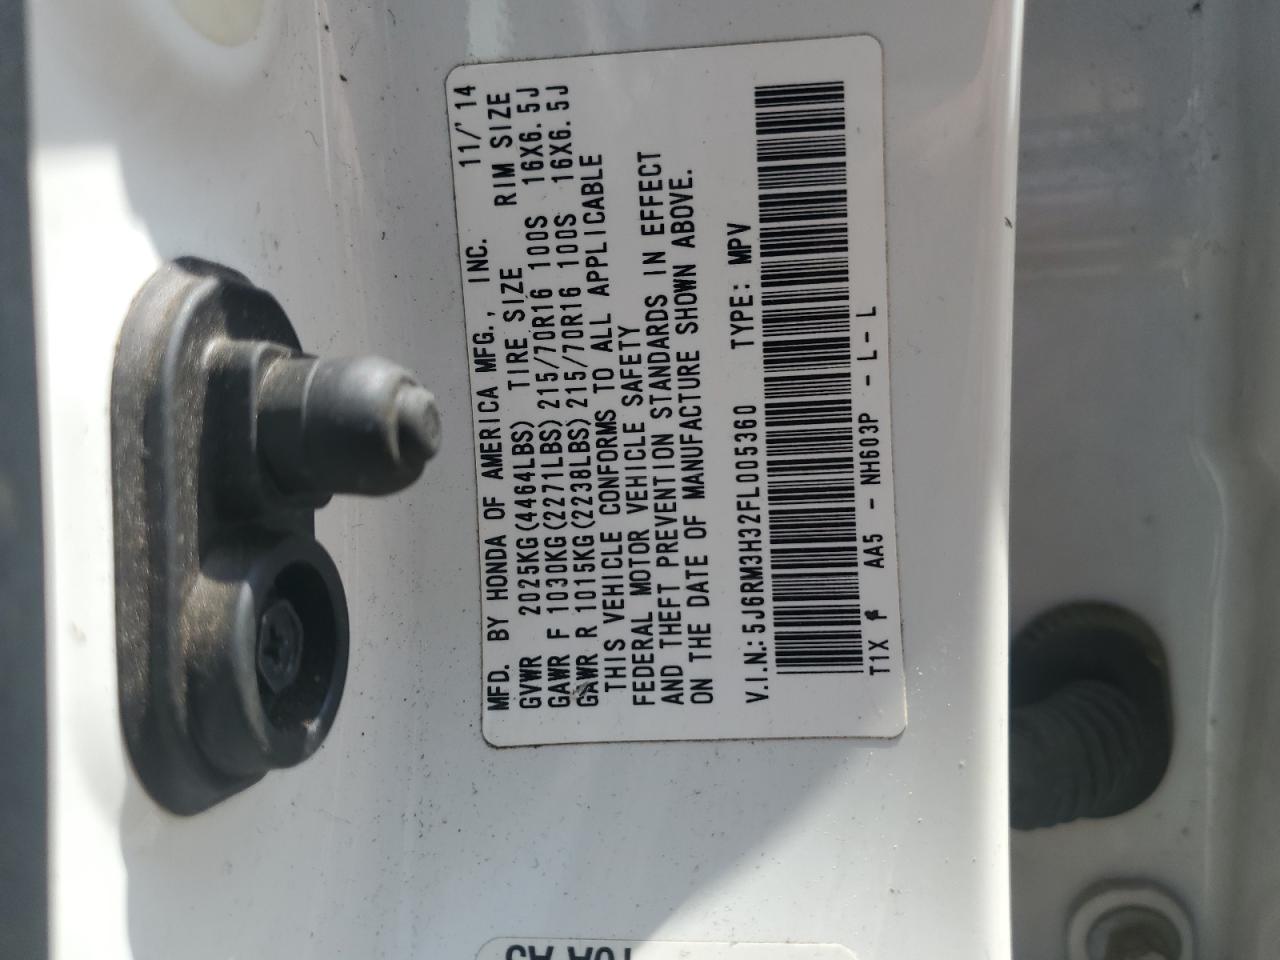 MFD. BY HONDA OF AMERICA MFG., INC. 11/'14
GVWR 2025KG(4464LBS) TIRE SIZE RIM SIZE
GAWR F 1030KG(2271LBS)215/70R16 100S 16X6.5J
GAWR R 1015KG(2238LBS)215/70R16 100S 16X6.5J
THIS VEHICLE CONFORMS TO ALL APPLICABLE
FEDERAL MOTOR VEHICLE SAFETY
AND THEFT PREVENTION STANDARDS IN EFFECT
ON THE DATE OF MANUFACTURE SHOWN ABOVE.
V.I.N.:5J6RM3H32FL005360 TYPE: MPV
T1X AA5 - NH603P - L- L